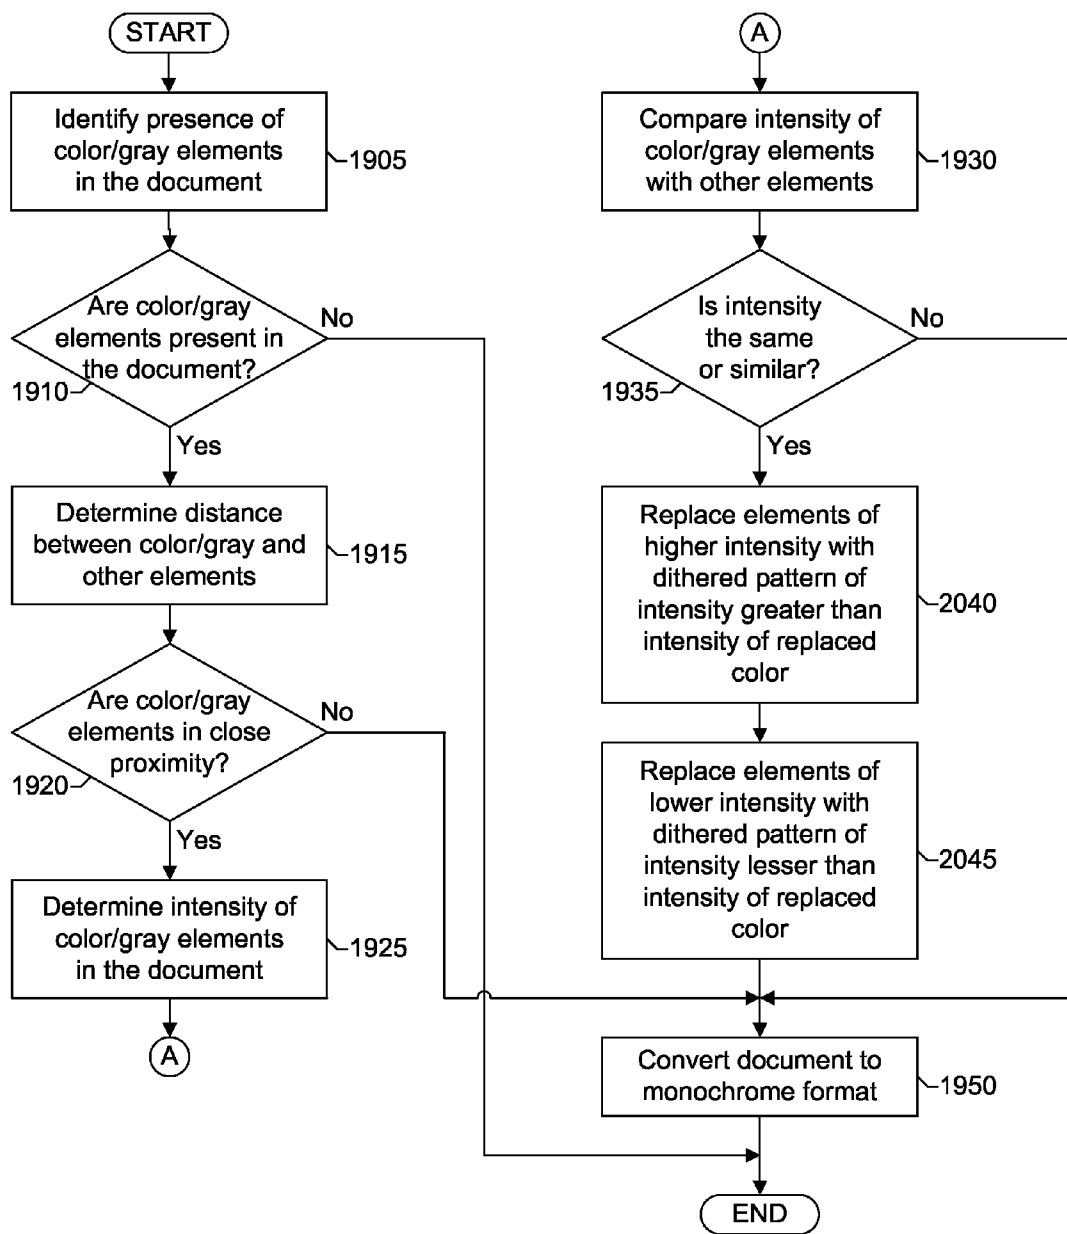 START
Identify presence of
color/gray elements
in the document
1905
Are color/gray
elements present in
the document?
No
1910
Yes
Determine distance
between color/gray and
other elements
1915
Are color/gray
elements in close
proximity?
No
1920
Yes
Determine intensity of
color/gray elements
in the document
1925
A
A
Compare intensity of
color/gray elements
with other elements
1930
Is intensity
the same
or similar?
No
1935
Yes
Replace elements of
higher intensity with
dithered pattern of
intensity greater than
intensity of replaced
color
2040
Replace elements of
lower intensity with
dithered pattern of
intensity lesser than
intensity of replaced
color
2045
Convert document to
monochrome format
1950
END